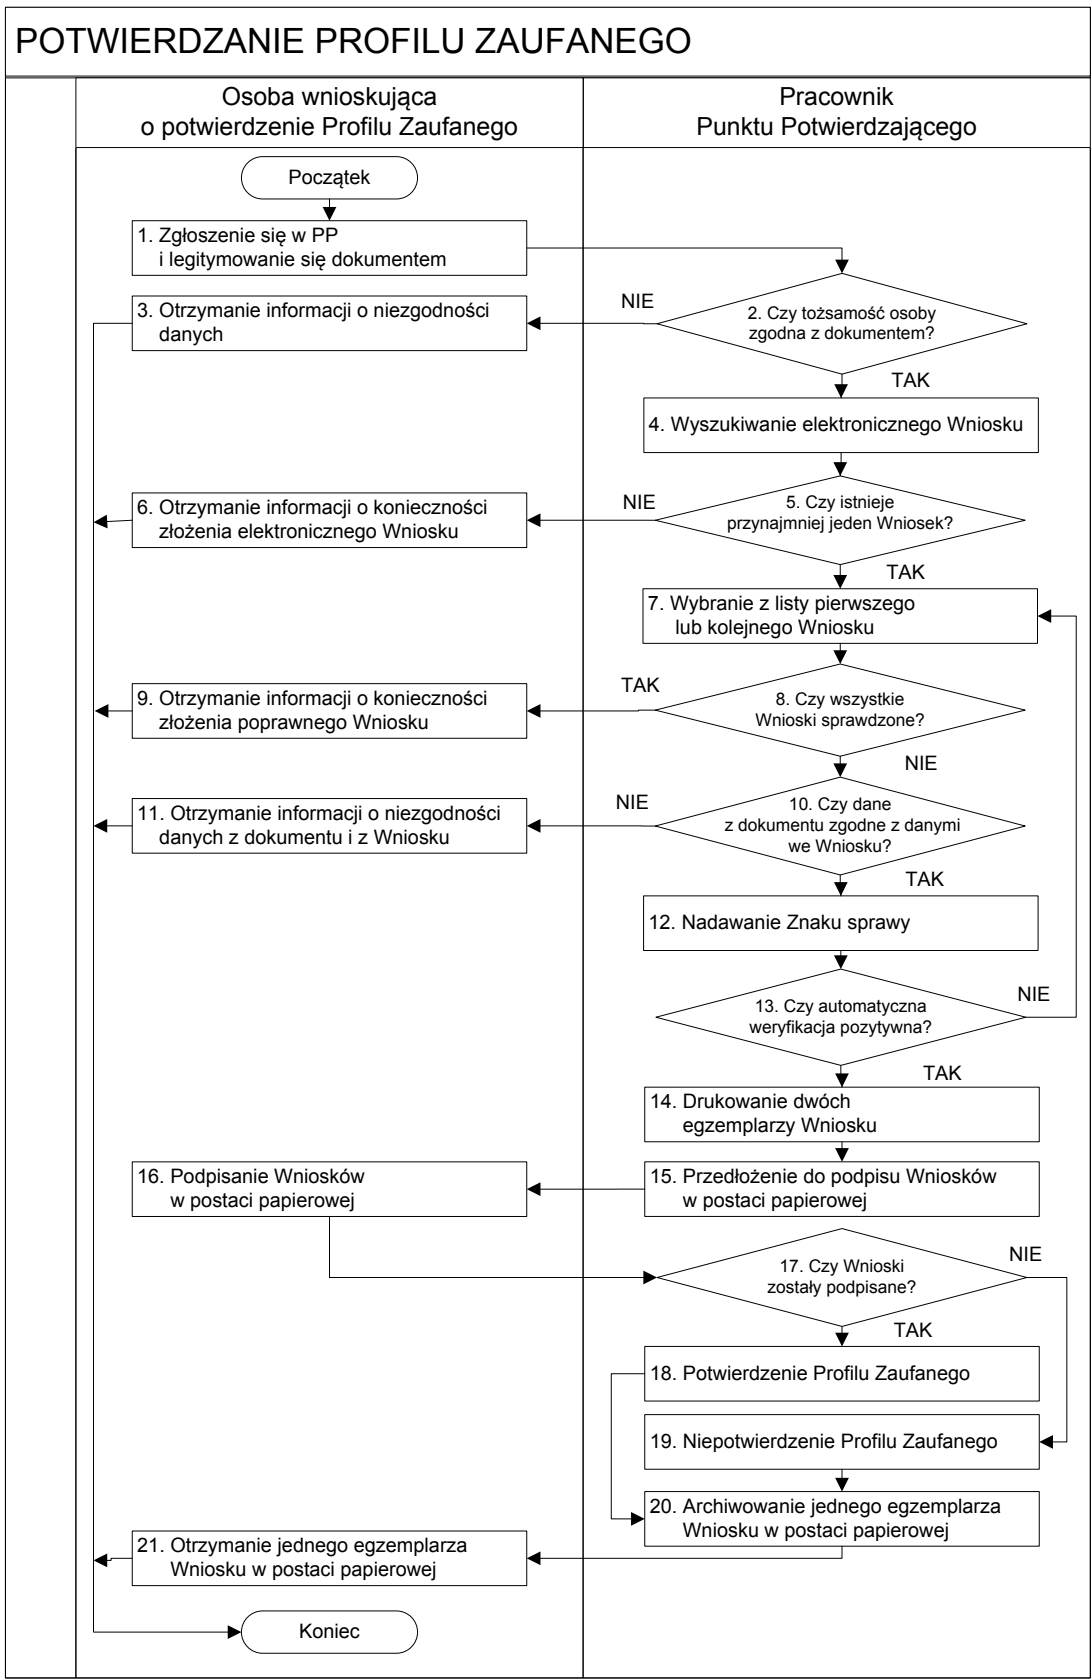 POTWIERDZANIE PROFILU ZAUFANEGO
Osoba wnioskująca
o potwierdzenie Profilu Zaufanego
Pracownik
Punktu Potwierdzającego
Początek
1. Zgłoszenie się w PP
i legitymowanie się dokumentem
2. Czy tożsamość osoby
zgodna z dokumentem?
NIE
3. Otrzymanie informacji o niezgodności
danych
TAK
4. Wyszukiwanie elektronicznego Wniosku
5. Czy istnieje
przynajmniej jeden Wniosek?
NIE
6. Otrzymanie informacji o konieczności
złożenia elektronicznego Wniosku
TAK
7. Wybranie z listy pierwszego
lub kolejnego Wniosku
8. Czy wszystkie
Wnioski sprawdzone?
TAK
9. Otrzymanie informacji o konieczności
złożenia poprawnego Wniosku
NIE
10. Czy dane
z dokumentu zgodne z danymi
we Wniosku?
NIE
11. Otrzymanie informacji o niezgodności
danych z dokumentu i z Wniosku
TAK
12. Nadawanie Znaku sprawy
13. Czy automatyczna
weryfikacja pozytywna?
NIE
TAK
14. Drukowanie dwóch
egzemplarzy Wniosku
15. Przedłożenie do podpisu Wniosków
w postaci papierowej
16. Podpisanie Wniosków
w postaci papierowej
17. Czy Wnioski
zostały podpisane?
NIE
TAK
18. Potwierdzenie Profilu Zaufanego
19. Niepotwierdzenie Profilu Zaufanego
20. Archiwowanie jednego egzemplarza
Wniosku w postaci papierowej
21. Otrzymanie jednego egzemplarza
Wniosku w postaci papierowej
Koniec